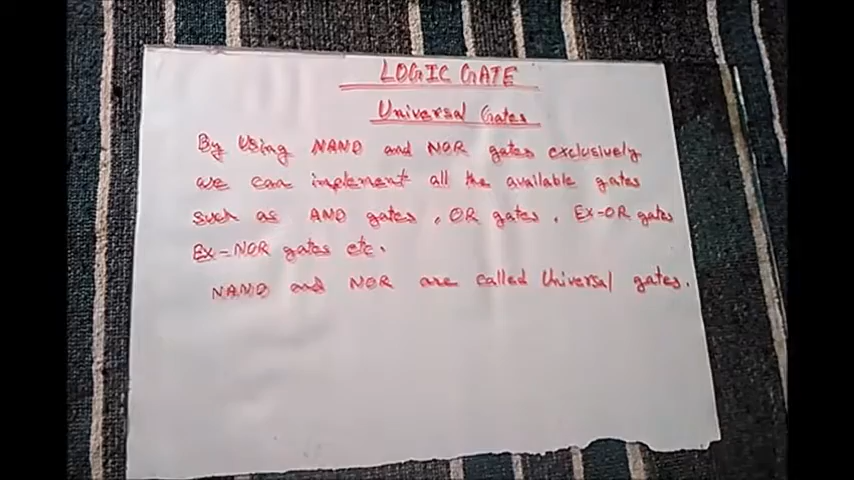 LOGIC GATE
Universal Gates
By Using NAND and NOR gates exclusively
we can implement all the available gates
such as AND gates, OR gates, Ex-OR gates
Ex-NOR gates etc.
NAND and NOR are called Universal gates.